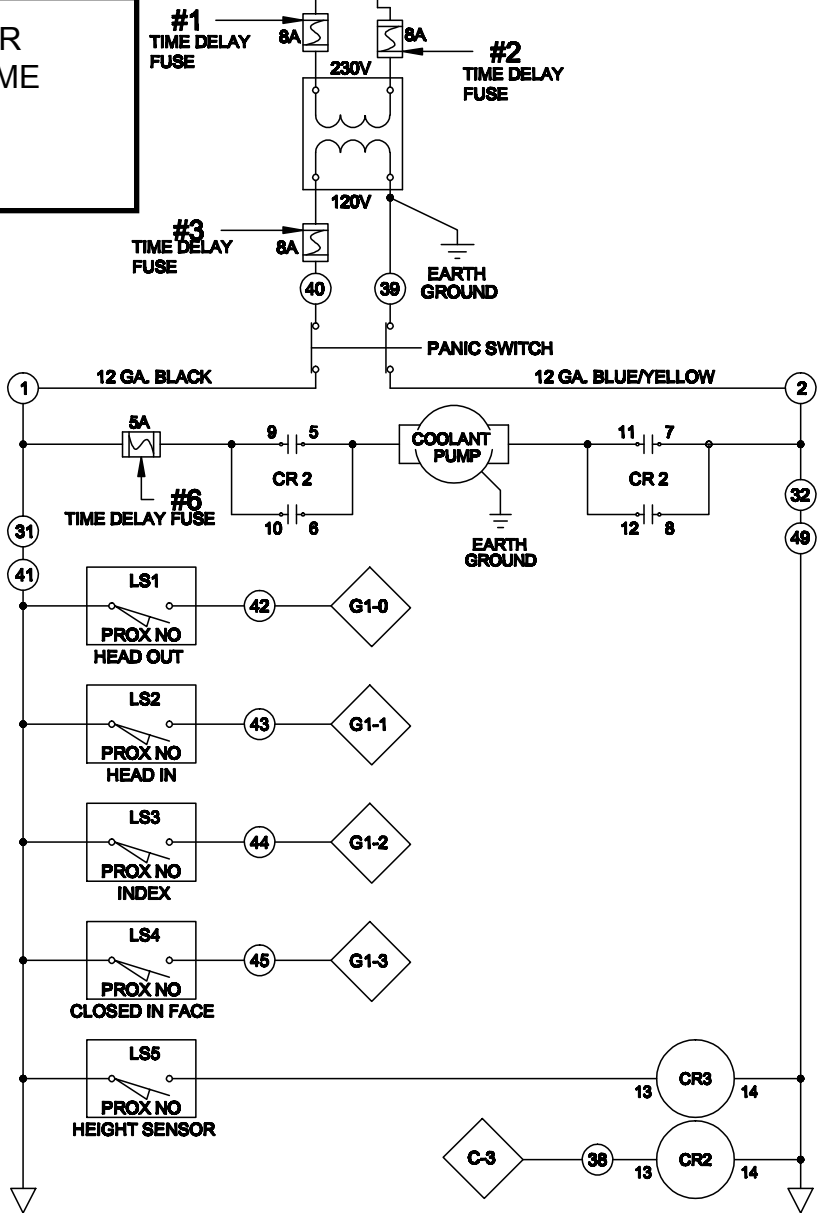 R
ME
#1
TIME DELAY
FUSE
8A
8A
#2
TIME DELAY
FUSE
230V
120V
#3
TIME DELAY
FUSE
8A
EARTH
GROUND
40
39
PANIC SWITCH
1
12 GA. BLACK
12 GA. BLUE/YELLOW
2
5A
9 5
COOLANT
PUMP
11 7
CR 2
CR 2
#6
TIME DELAY FUSE
10 6
12 8
EARTH
GROUND
32
49
31
41
LS1
PROX NO
HEAD OUT
42
G1-0
LS2
PROX NO
HEAD IN
43
G1-1
LS3
PROX NO
INDEX
44
G1-2
LS4
PROX NO
CLOSED IN FACE
45
G1-3
LS5
PROX NO
HEIGHT SENSOR
13
CR3
14
C-3
38
13
CR2
14